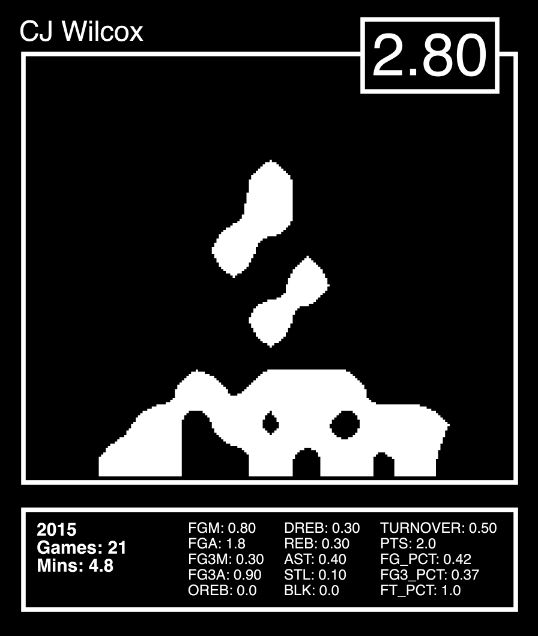 CJ Wilcox
2.80
2015
Games: 21
Mins: 4.8
FGM: 0.80
FGA: 1.8
FG3M: 0.30
FG3A: 0.90
OREB: 0.0
DREB: 0.30
REB: 0.30
AST: 0.40
STL: 0.10
BLK: 0.0
TURNOVER: 0.50
PTS: 2.0
FG_PCT: 0.42
FG3_PCT: 0.37
FT_PCT: 1.0